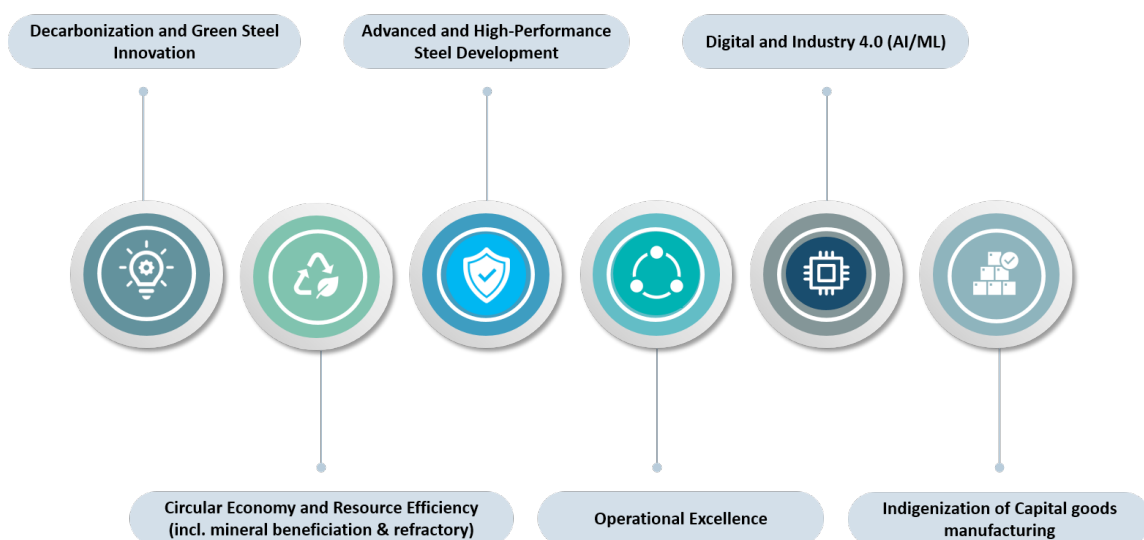 Decarbonization and Green Steel
Innovation
Advanced and High-Performance
Steel Development
Digital and Industry 4.0 (AI/ML)
Circular Economy and Resource Efficiency
(incl. mineral beneficiation & refractory)
Operational Excellence
Indigenization of Capital goods
manufacturing